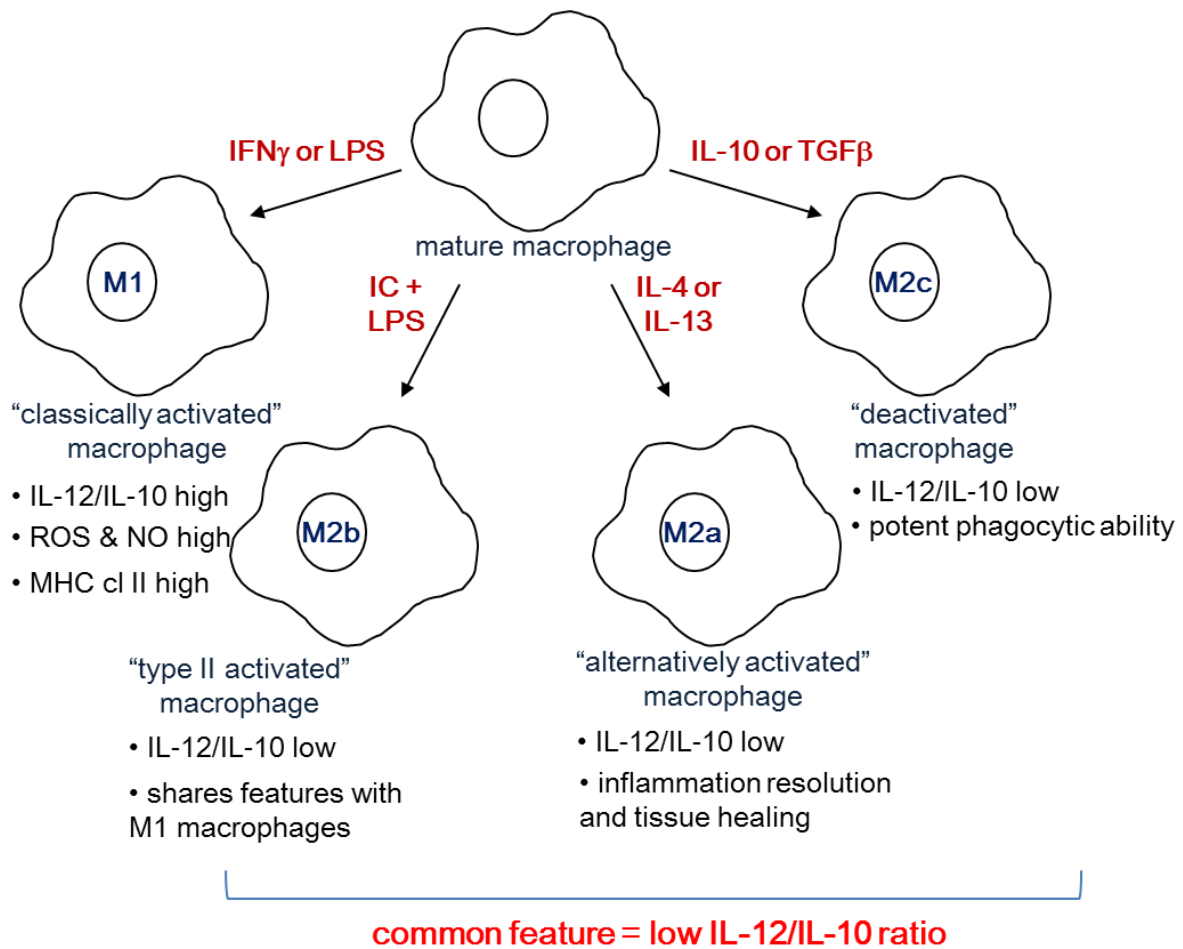 IFNγ or LPS
IL-10 or TGFβ
mature macrophage
M1
IC +
LPS
IL-4 or
IL-13
M2c
“classically activated”
macrophage
• IL-12/IL-10 high
• ROS & NO high
• MHC cl II high
“deactivated”
macrophage
• IL-12/IL-10 low
• potent phagocytic ability
M2b
M2a
“type II activated”
macrophage
• IL-12/IL-10 low
• shares features with
M1 macrophages
“alternatively activated”
macrophage
• IL-12/IL-10 low
• inflammation resolution
and tissue healing
common feature = low IL-12/IL-10 ratio